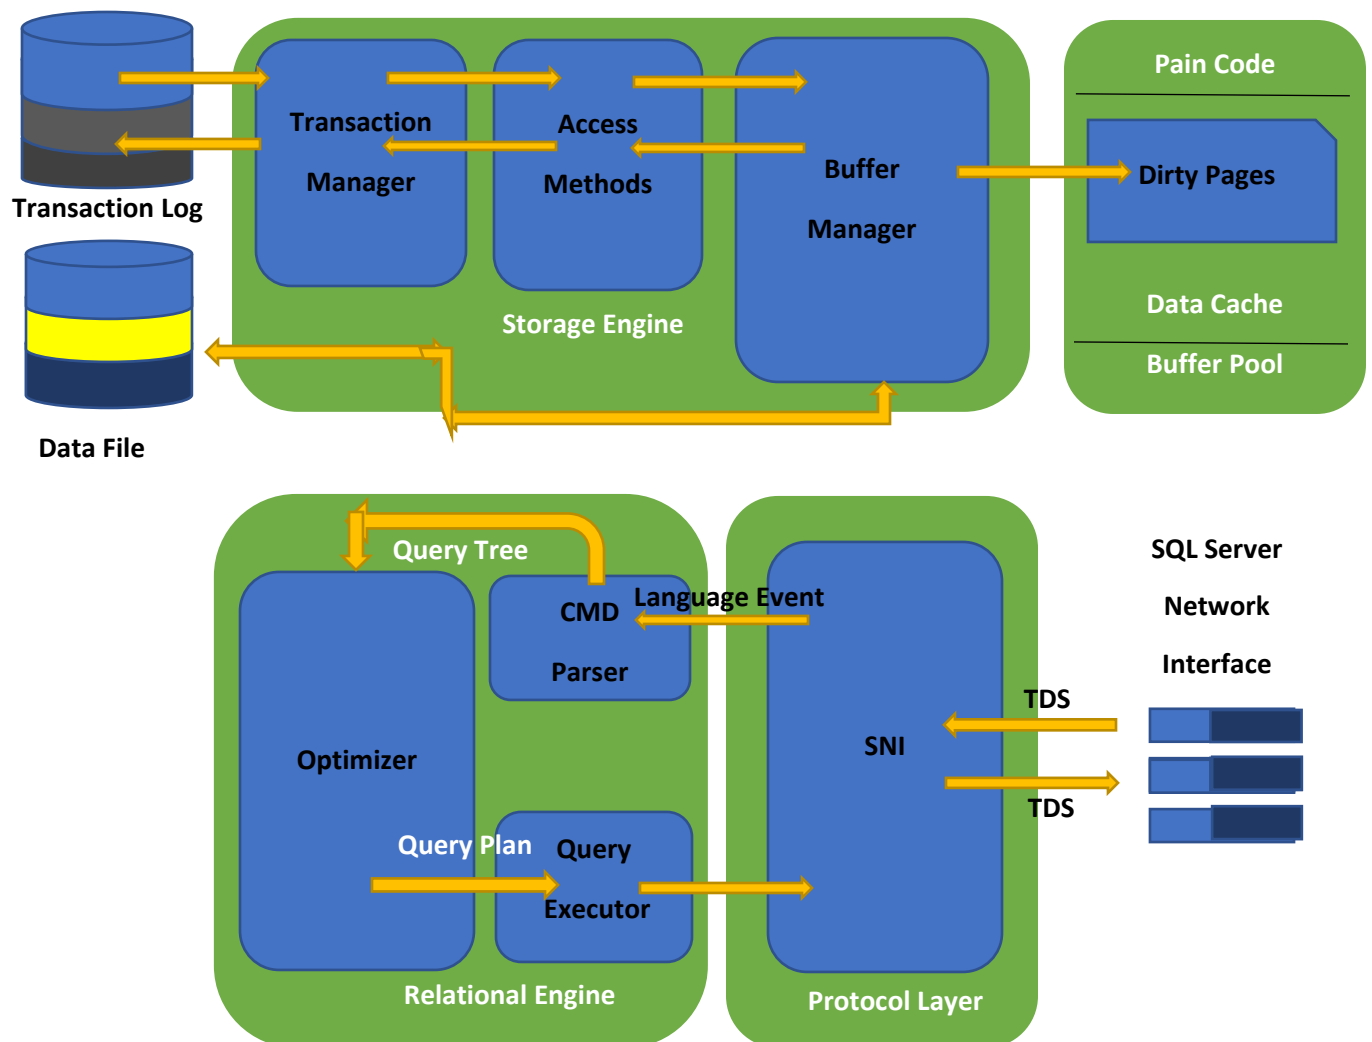 Transaction Log
Data File
Transaction
Manager
Access
Methods
Buffer
Manager
Storage Engine
Pain Code
Dirty Pages
Data Cache
Buffer Pool
Query Tree
CMD
Parser
Language Event
Optimizer
Query Plan
Query
Executor
Relational Engine
SNI
Protocol Layer
TDS
TDS
SQL Server
Network
Interface